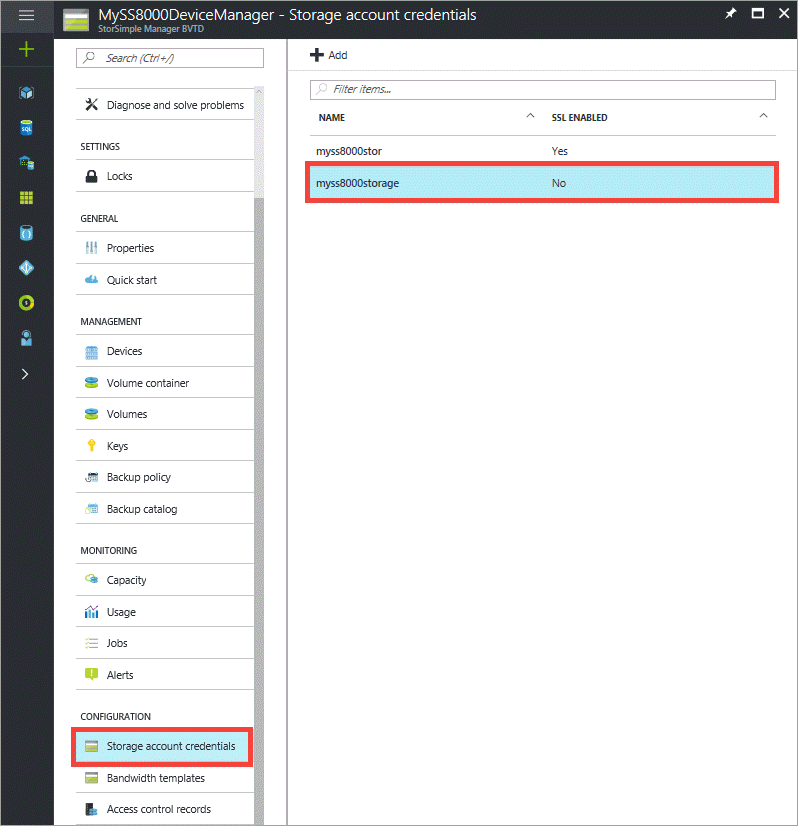 MySS8000DeviceManager - Storage account credentials
StorSimple Manager BVTD
Search (Ctrl+/)
Diagnose and solve problems
SETTINGS
Locks
GENERAL
Properties
Quick start
MANAGEMENT
Devices
Volume container
Volumes
Keys
Backup policy
Backup catalog
MONITORING
Capacity
Usage
Jobs
Alerts
CONFIGURATION
Storage account credentials
Bandwidth templates
Access control records
Add
Filter items...
NAME SSL ENABLED
myss8000stor Yes
myss8000storage No